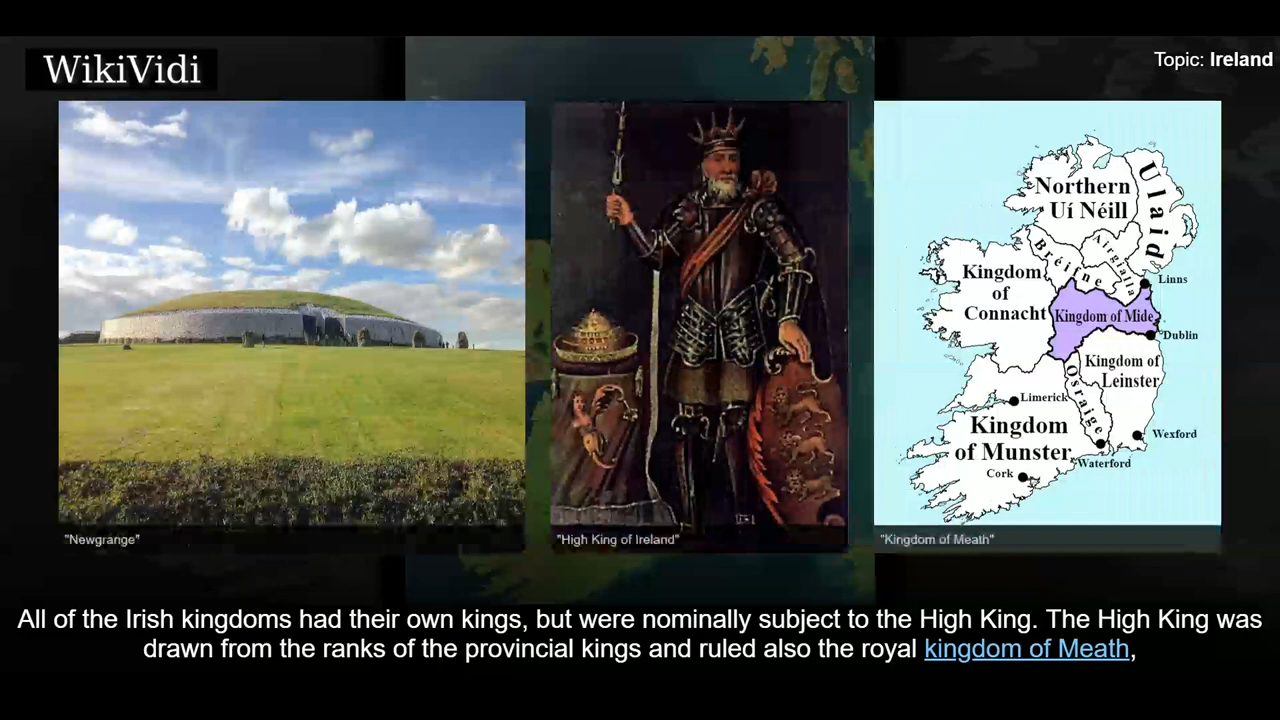 WikiVidi
Topic: Ireland
Northern
Uí Néill
Ulaid
Airgialla
Bréifne
Kingdom
of
Connacht
Linns
Kingdom of Mide
Dublin
Kingdom of
Leinster
Osraige
Limerick
Kingdom
of Munster
Wexford
Waterford
Cork
"Newgrange"
"High King of Ireland"
"Kingdom of Meath"
All of the Irish kingdoms had their own kings, but were nominally subject to the High King. The High King was
drawn from the ranks of the provincial kings and ruled also the royal kingdom of Meath,